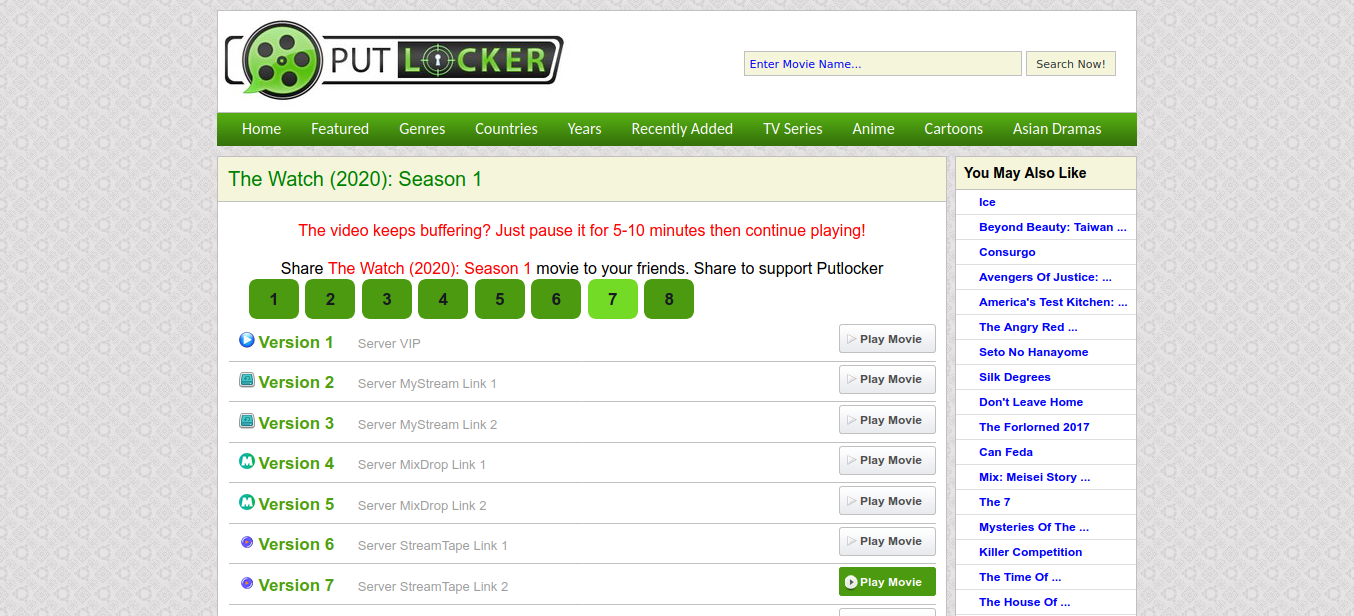 PUT LOCKER
Enter Movie Name...
Search Now!
Home Featured Genres Countries Years Recently Added TV Series Anime Cartoons Asian Dramas
The Watch (2020): Season 1
The video keeps buffering? Just pause it for 5-10 minutes then continue playing!
Share The Watch (2020): Season 1 movie to your friends. Share to support Putlocker
1 2 3 4 5 6 7 8
Version 1 Server VIP Play Movie
Version 2 Server MyStream Link 1 Play Movie
Version 3 Server MyStream Link 2 Play Movie
Version 4 Server MixDrop Link 1 Play Movie
Version 5 Server MixDrop Link 2 Play Movie
Version 6 Server StreamTape Link 1 Play Movie
Version 7 Server StreamTape Link 2 Play Movie
You May Also Like
Ice
Beyond Beauty: Taiwan ...
Consurgo
Avengers Of Justice: ...
America's Test Kitchen: ...
The Angry Red ...
Seto No Hanayome
Silk Degrees
Don't Leave Home
The Forlorned 2017
Can Feda
Mix: Meisei Story ...
The 7
Mysteries Of The ...
Killer Competition
The Time Of ...
The House Of ...